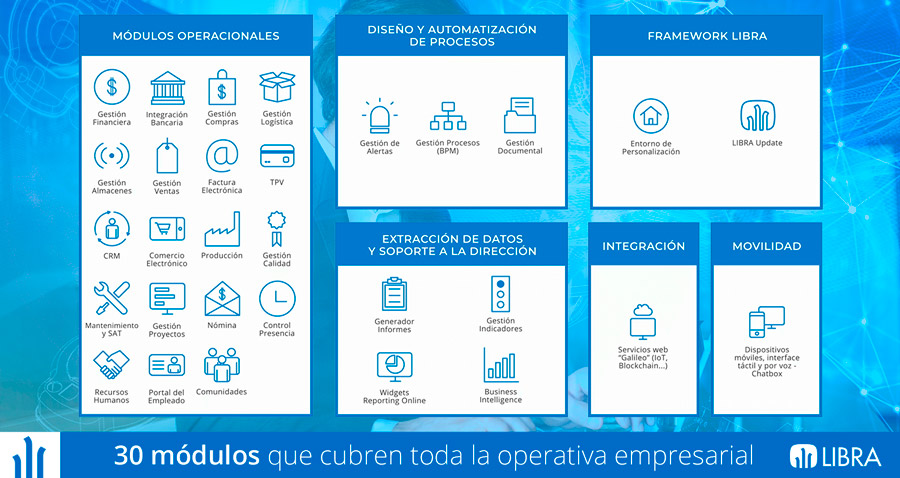 MÓDULOS OPERACIONALES
Gestión
Financiera
Integración
Bancaria
Gestión
Compras
Gestión
Logística
Gestión
Almacenes
Gestión
Ventas
Factura
Electrónica
TPV
CRM
Comercio
Electrónico
Producción
Gestión
Calidad
Mantenimiento
y SAT
Gestión
Proyectos
Nómina
Control
Presencia
Recursos
Humanos
Portal del
Empleado
Comunidades
DISEÑO Y AUTOMATIZACIÓN
DE PROCESOS
Gestión de
Alertas
Gestión Procesos
(BPM)
Gestión
Documental
FRAMEWORK LIBRA
Entorno de
Personalización
LIBRA Update
EXTRACCIÓN DE DATOS
Y SOPORTE A LA DIRECCIÓN
Generador
Informes
Gestión
Indicadores
Widgets
Reporting Online
Business
Intelligence
INTEGRACIÓN
Servicios web
“Galileo” (IoT,
Blockchain...)
MOVILIDAD
Dispositivos
móviles, interface
táctil y por voz -
Chatbox
30 módulos que cubren toda la operativa empresarial
LIBRA